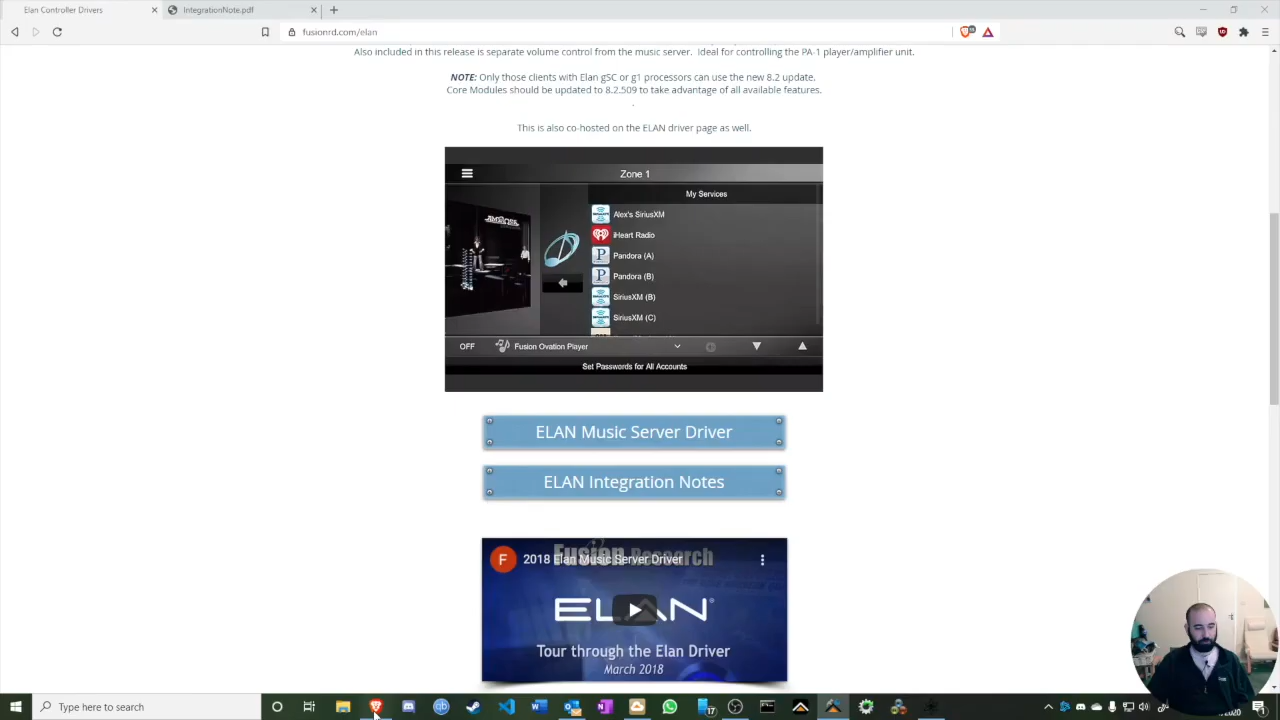 Elan Controller Drivers
IntegrationNote.pdf
fusionrd.com/elan
Also included in this release is separate volume control from the music server. Ideal for controlling the PA-1 player/amplifier unit.
NOTE: Only those clients with Elan gSC or g1 processors can use the new 8.2 update.
Core Modules should be updated to 8.2.509 to take advantage of all available features.
.
This is also co-hosted on the ELAN driver page as well.
Zone 1
My Services
Alex's SiriusXM
iHeart Radio
Pandora (A)
Pandora (B)
SiriusXM (B)
SiriusXM (C)
OFF
Fusion Ovation Player
Set Passwords for All Accounts
ELAN Music Server Driver
ELAN Integration Notes
Fusion Research
F
2018 Elan Music Server Driver
ELAN
Tour through the Elan Driver
March 2018
Type here to search